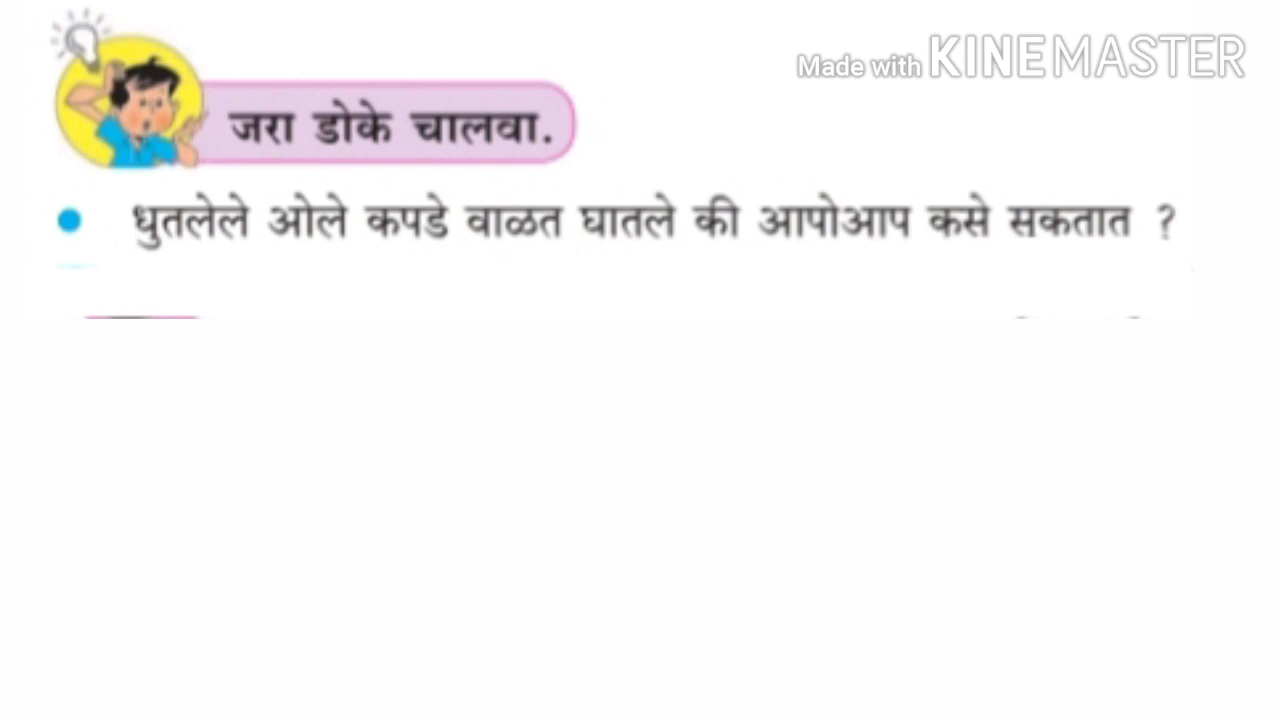 Made with KINEMASTER
जरा डोके चालवा.
• धुतलेले ओले कपडे वाळत घातले की आपोआप कसे सकतात ?